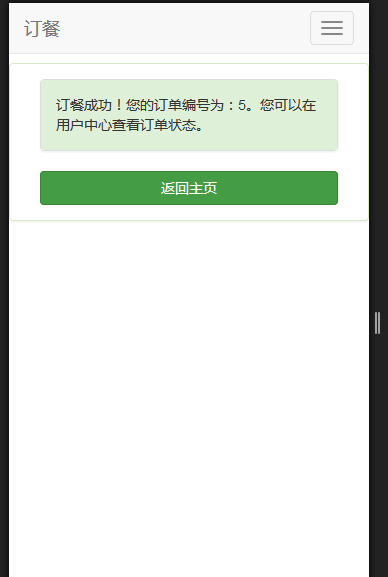 订餐
订餐成功！您的订单编号为：5。您可以在
用户中心查看订单状态。
返回主页